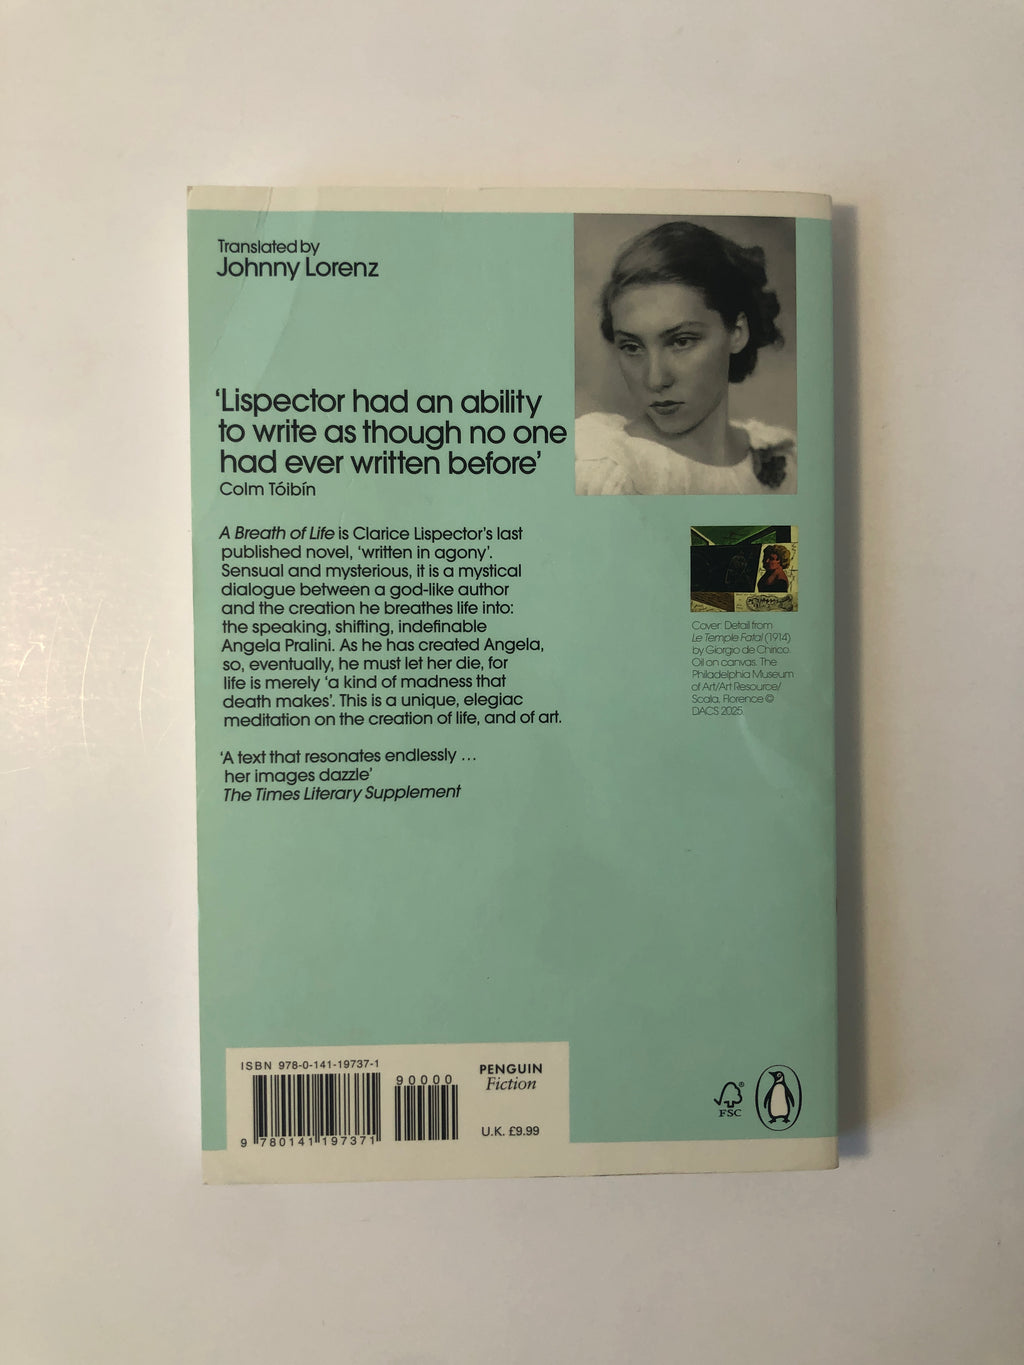 Translated by
Johnny Lorenz
‘Lispector had an ability
to write as though no one
had ever written before’
Colm Tóibín
A Breath of Life is Clarice Lispector’s last
published novel, ‘written in agony’.
Sensual and mysterious, it is a mystical
dialogue between a god-like author
and the creation he breathes life into:
the speaking, shifting, indefinable
Angela Pralini. As he has created Angela,
so, eventually, he must let her die, for
life is merely ‘a kind of madness that
death makes’. This is a unique, elegiac
meditation on the creation of life, and of art.
‘A text that resonates endlessly …
her images dazzle’
The Times Literary Supplement
Cover: Detail from
Le Temple Fatal (1914)
by Giorgio de Chirico.
Oil on canvas. The
Philadelphia Museum
of Art/Art Resource/
Scala, Florence ©
DACS 2025.
ISBN 978-0-141-19737-1
90000
9 780141 197371
PENGUIN
Fiction
U.K. £9.99
®
FSC